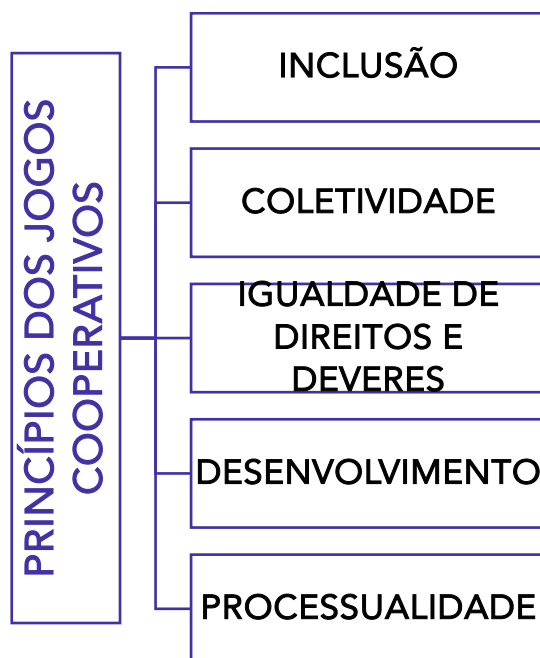 PRINCÍPIOS DOS JOGOS
COOPERATIVOS
INCLUSÃO
COLETIVIDADE
IGUALDADE DE
DIREITOS E
DEVERES
DESENVOLVIMENTO
PROCESSUALIDADE